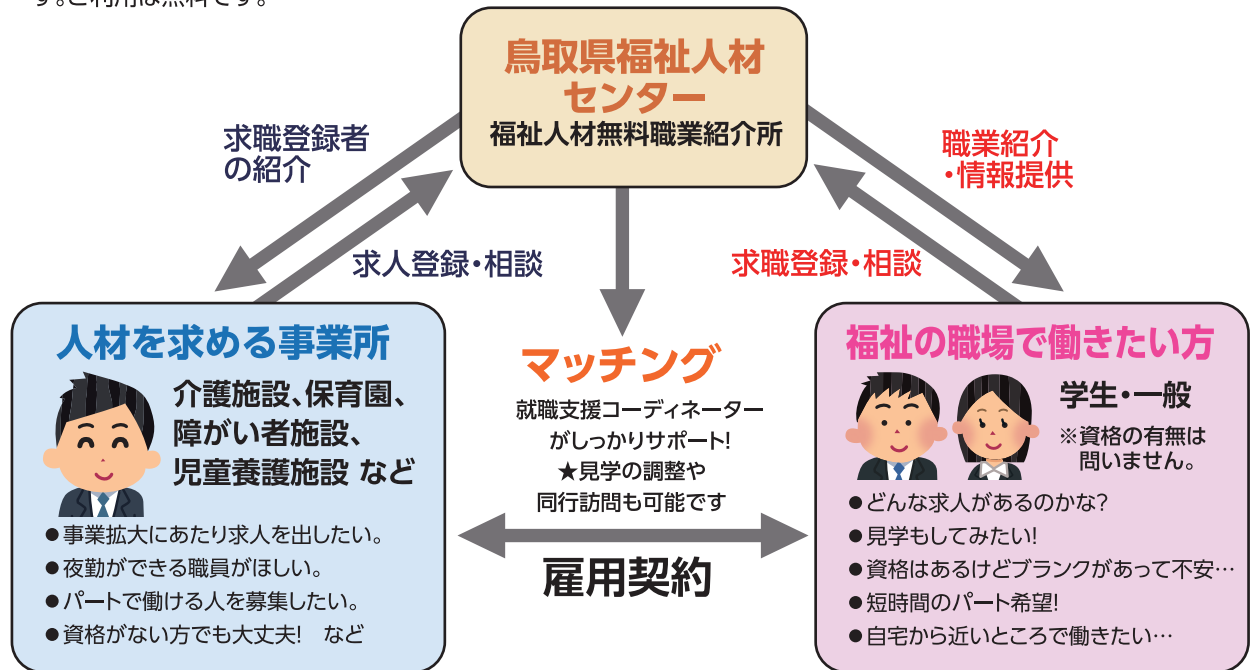 す。ご利用は無料です。
鳥取県福祉人材
センター
福祉人材無料職業紹介所
求職登録者
の紹介
職業紹介
・情報提供
求人登録・相談
求職登録・相談
人材を求める事業所
介護施設、保育園、
障がい者施設、
児童養護施設 など
●事業拡大にあたり求人を出したい。
●夜勤ができる職員がほしい。
●パートで働ける人を募集したい。
●資格がない方でも大丈夫! など
マッチング
就職支援コーディネーター
がしっかりサポート!
★見学の調整や
同行訪問も可能です
雇用契約
福祉の職場で働きたい方
学生・一般
※資格の有無は
問いません。
●どんな求人があるのかな?
●見学もしてみたい!
●資格はあるけどブランクがあって不安…
●短時間のパート希望!
●自宅から近いところで働きたい…